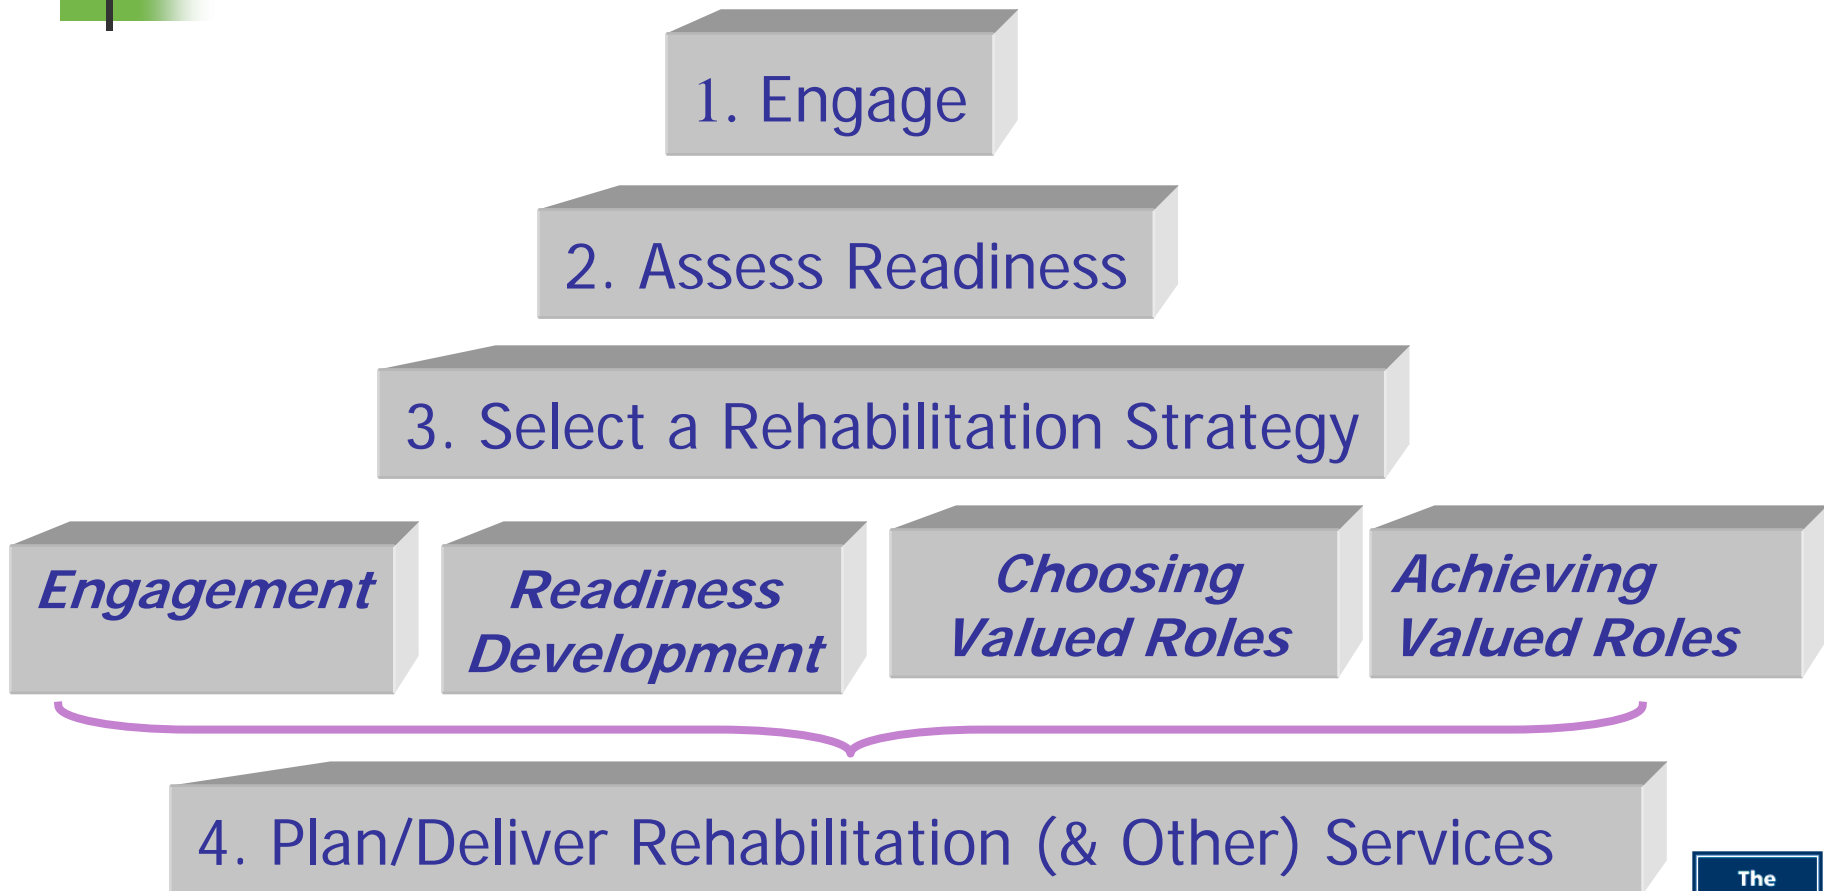 1. Engage
2. Assess Readiness
3. Select a Rehabilitation Strategy
Engagement
Readiness
Development
Choosing
Valued Roles
Achieving
Valued Roles
4. Plan/Deliver Rehabilitation (& Other) Services
The